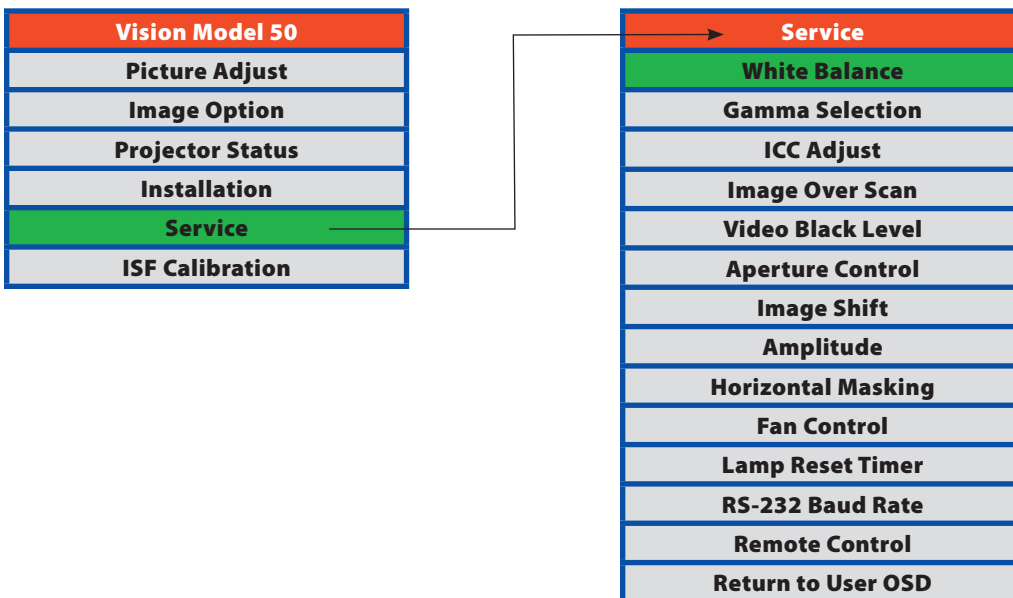 Vision Model 50
Picture Adjust
Image Option
Projector Status
Installation
Service
ISF Calibration
Service
White Balance
Gamma Selection
ICC Adjust
Image Over Scan
Video Black Level
Aperture Control
Image Shift
Amplitude
Horizontal Masking
Fan Control
Lamp Reset Timer
RS-232 Baud Rate
Remote Control
Return to User OSD